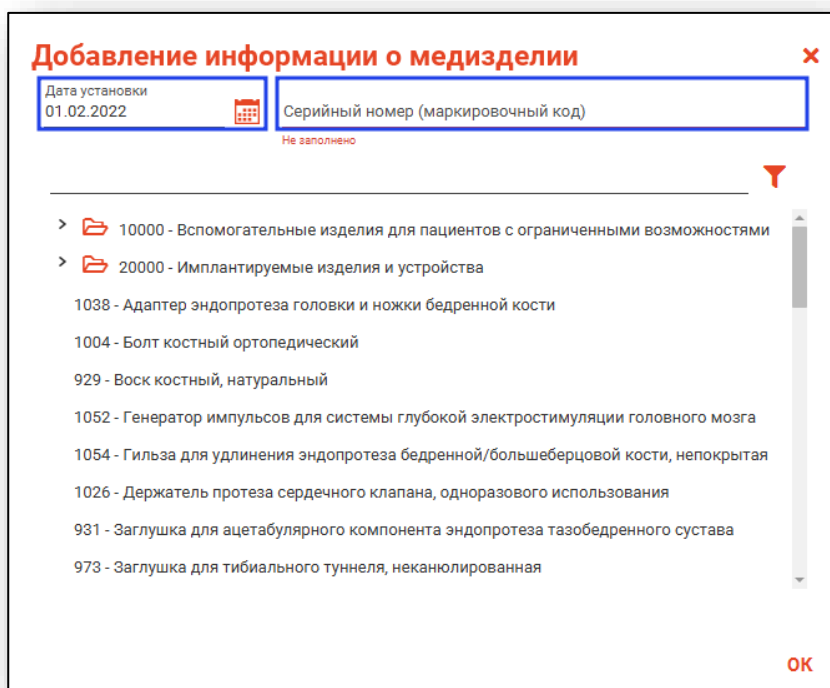 Добавление информации о медизделии
Дата установки
01.02.2022
Серийный номер (маркировочный код)
Не заполнено
10000 - Вспомогательные изделия для пациентов с ограниченными возможностями
20000 - Имплантируемые изделия и устройства
1038 - Адаптер эндопротеза головки и ножки бедренной кости
1004 - Болт костный ортопедический
929 - Воск костный, натуральный
1052 - Генератор импульсов для системы глубокой электростимуляции головного мозга
1054 - Гильза для удлинения эндопротеза бедренной/большеберцовой кости, непокрытая
1026 - Держатель протеза сердечного клапана, одноразового использования
931 - Заглушка для ацетабулярного компонента эндопротеза тазобедренного сустава
973 - Заглушка для тибиального туннеля, неканюлированная
ОК